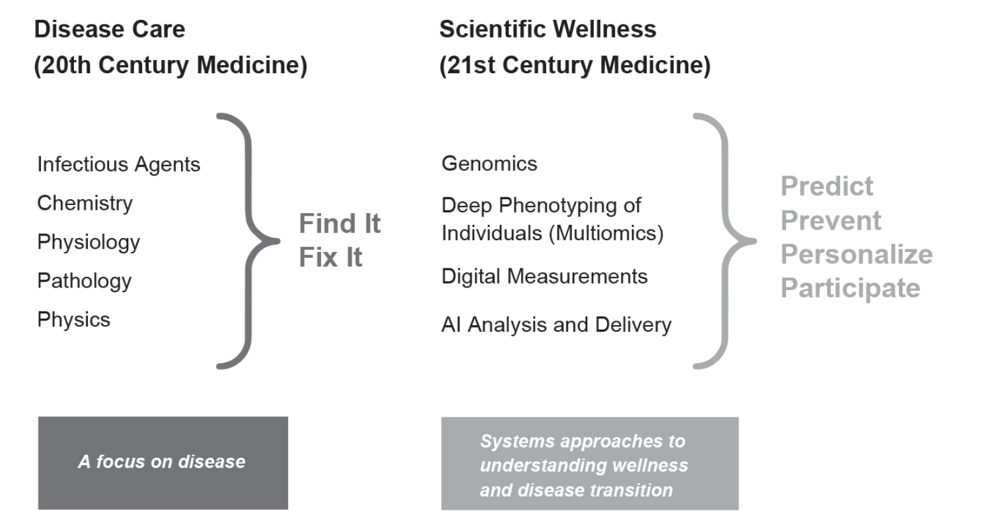 Disease Care
(20th Century Medicine)
Infectious Agents
Chemistry
Physiology
Pathology
Physics
Find It
Fix It
A focus on disease
Scientific Wellness
(21st Century Medicine)
Genomics
Deep Phenotyping of
Individuals (Multiomics)
Digital Measurements
AI Analysis and Delivery
Predict
Prevent
Personalize
Participate
Systems approaches to
understanding wellness
and disease transition